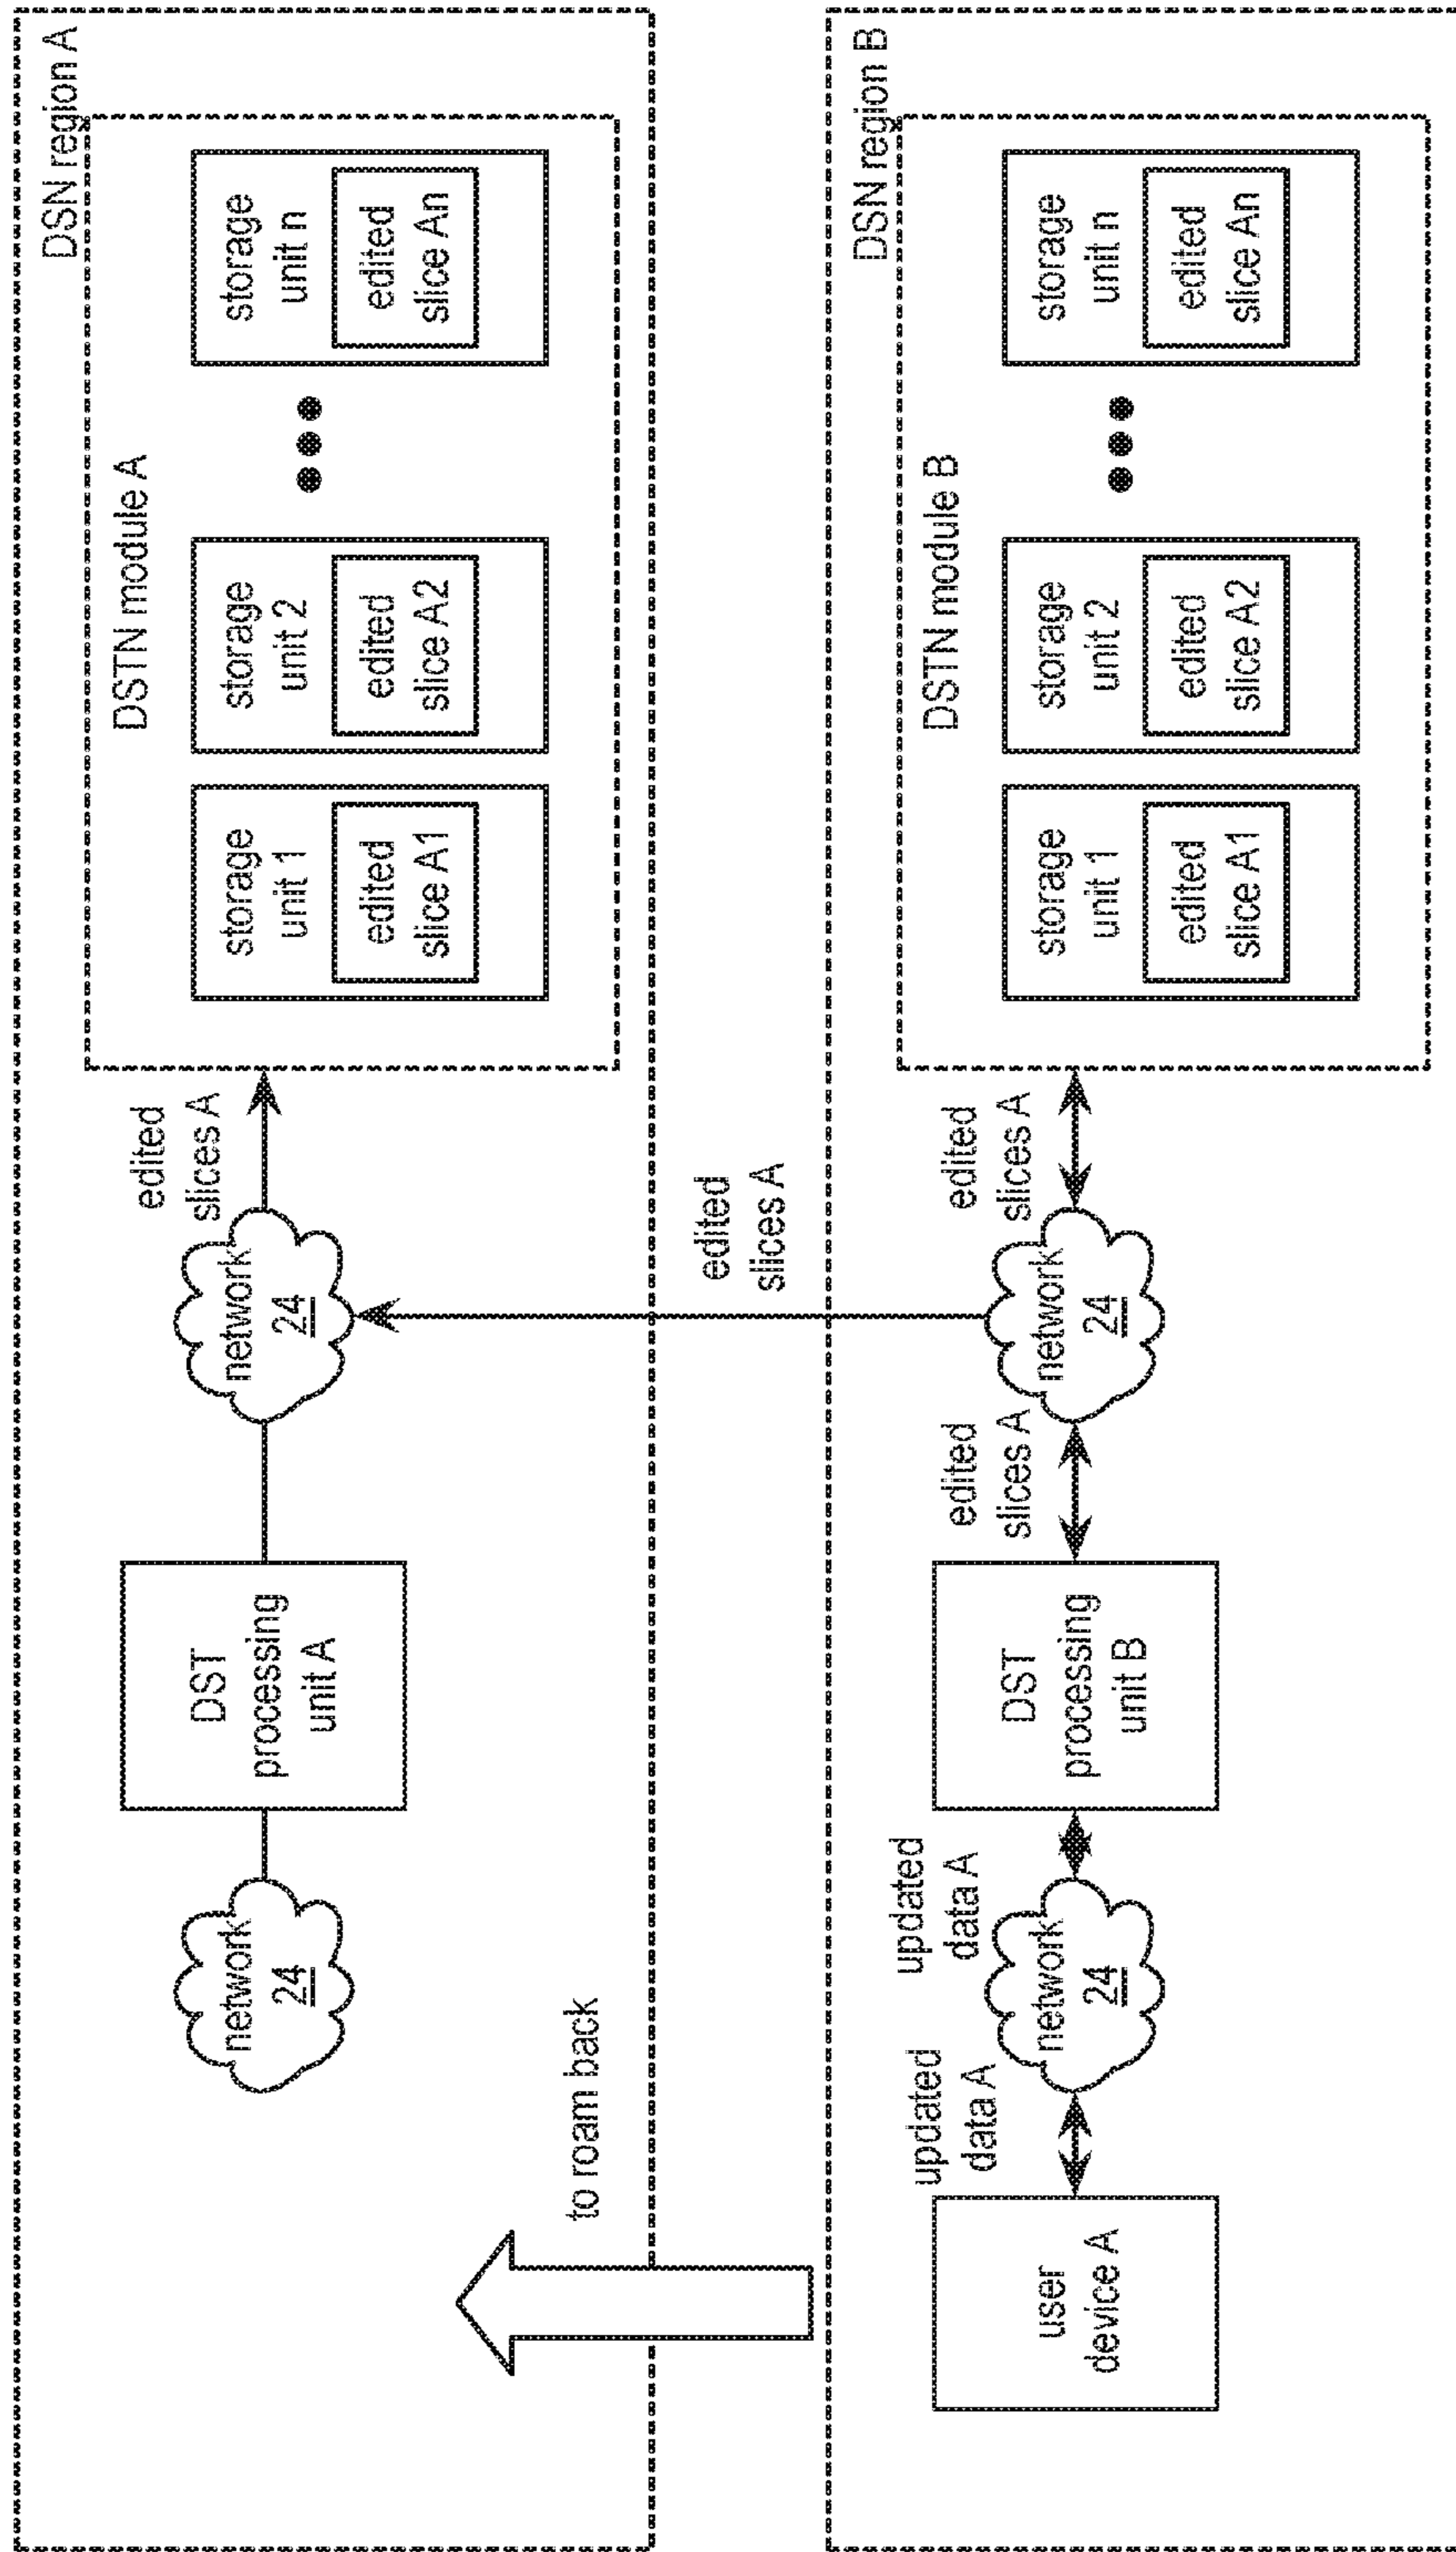 DSN region A
DSTN module A
storage
unit 1
edited
slice A1
storage
unit 2
edited
slice A2
storage
unit n
edited
slice An
edited
slices A
network
24
DST
processing
unit A
network
24
to roam back
edited
slices A
DSN region B
DSTN module B
storage
unit 1
edited
slice A1
storage
unit 2
edited
slice A2
storage
unit n
edited
slice An
edited
slices A
network
24
edited
slices A
DST
processing
unit B
updated
data A
network
24
updated
data A
user
device A